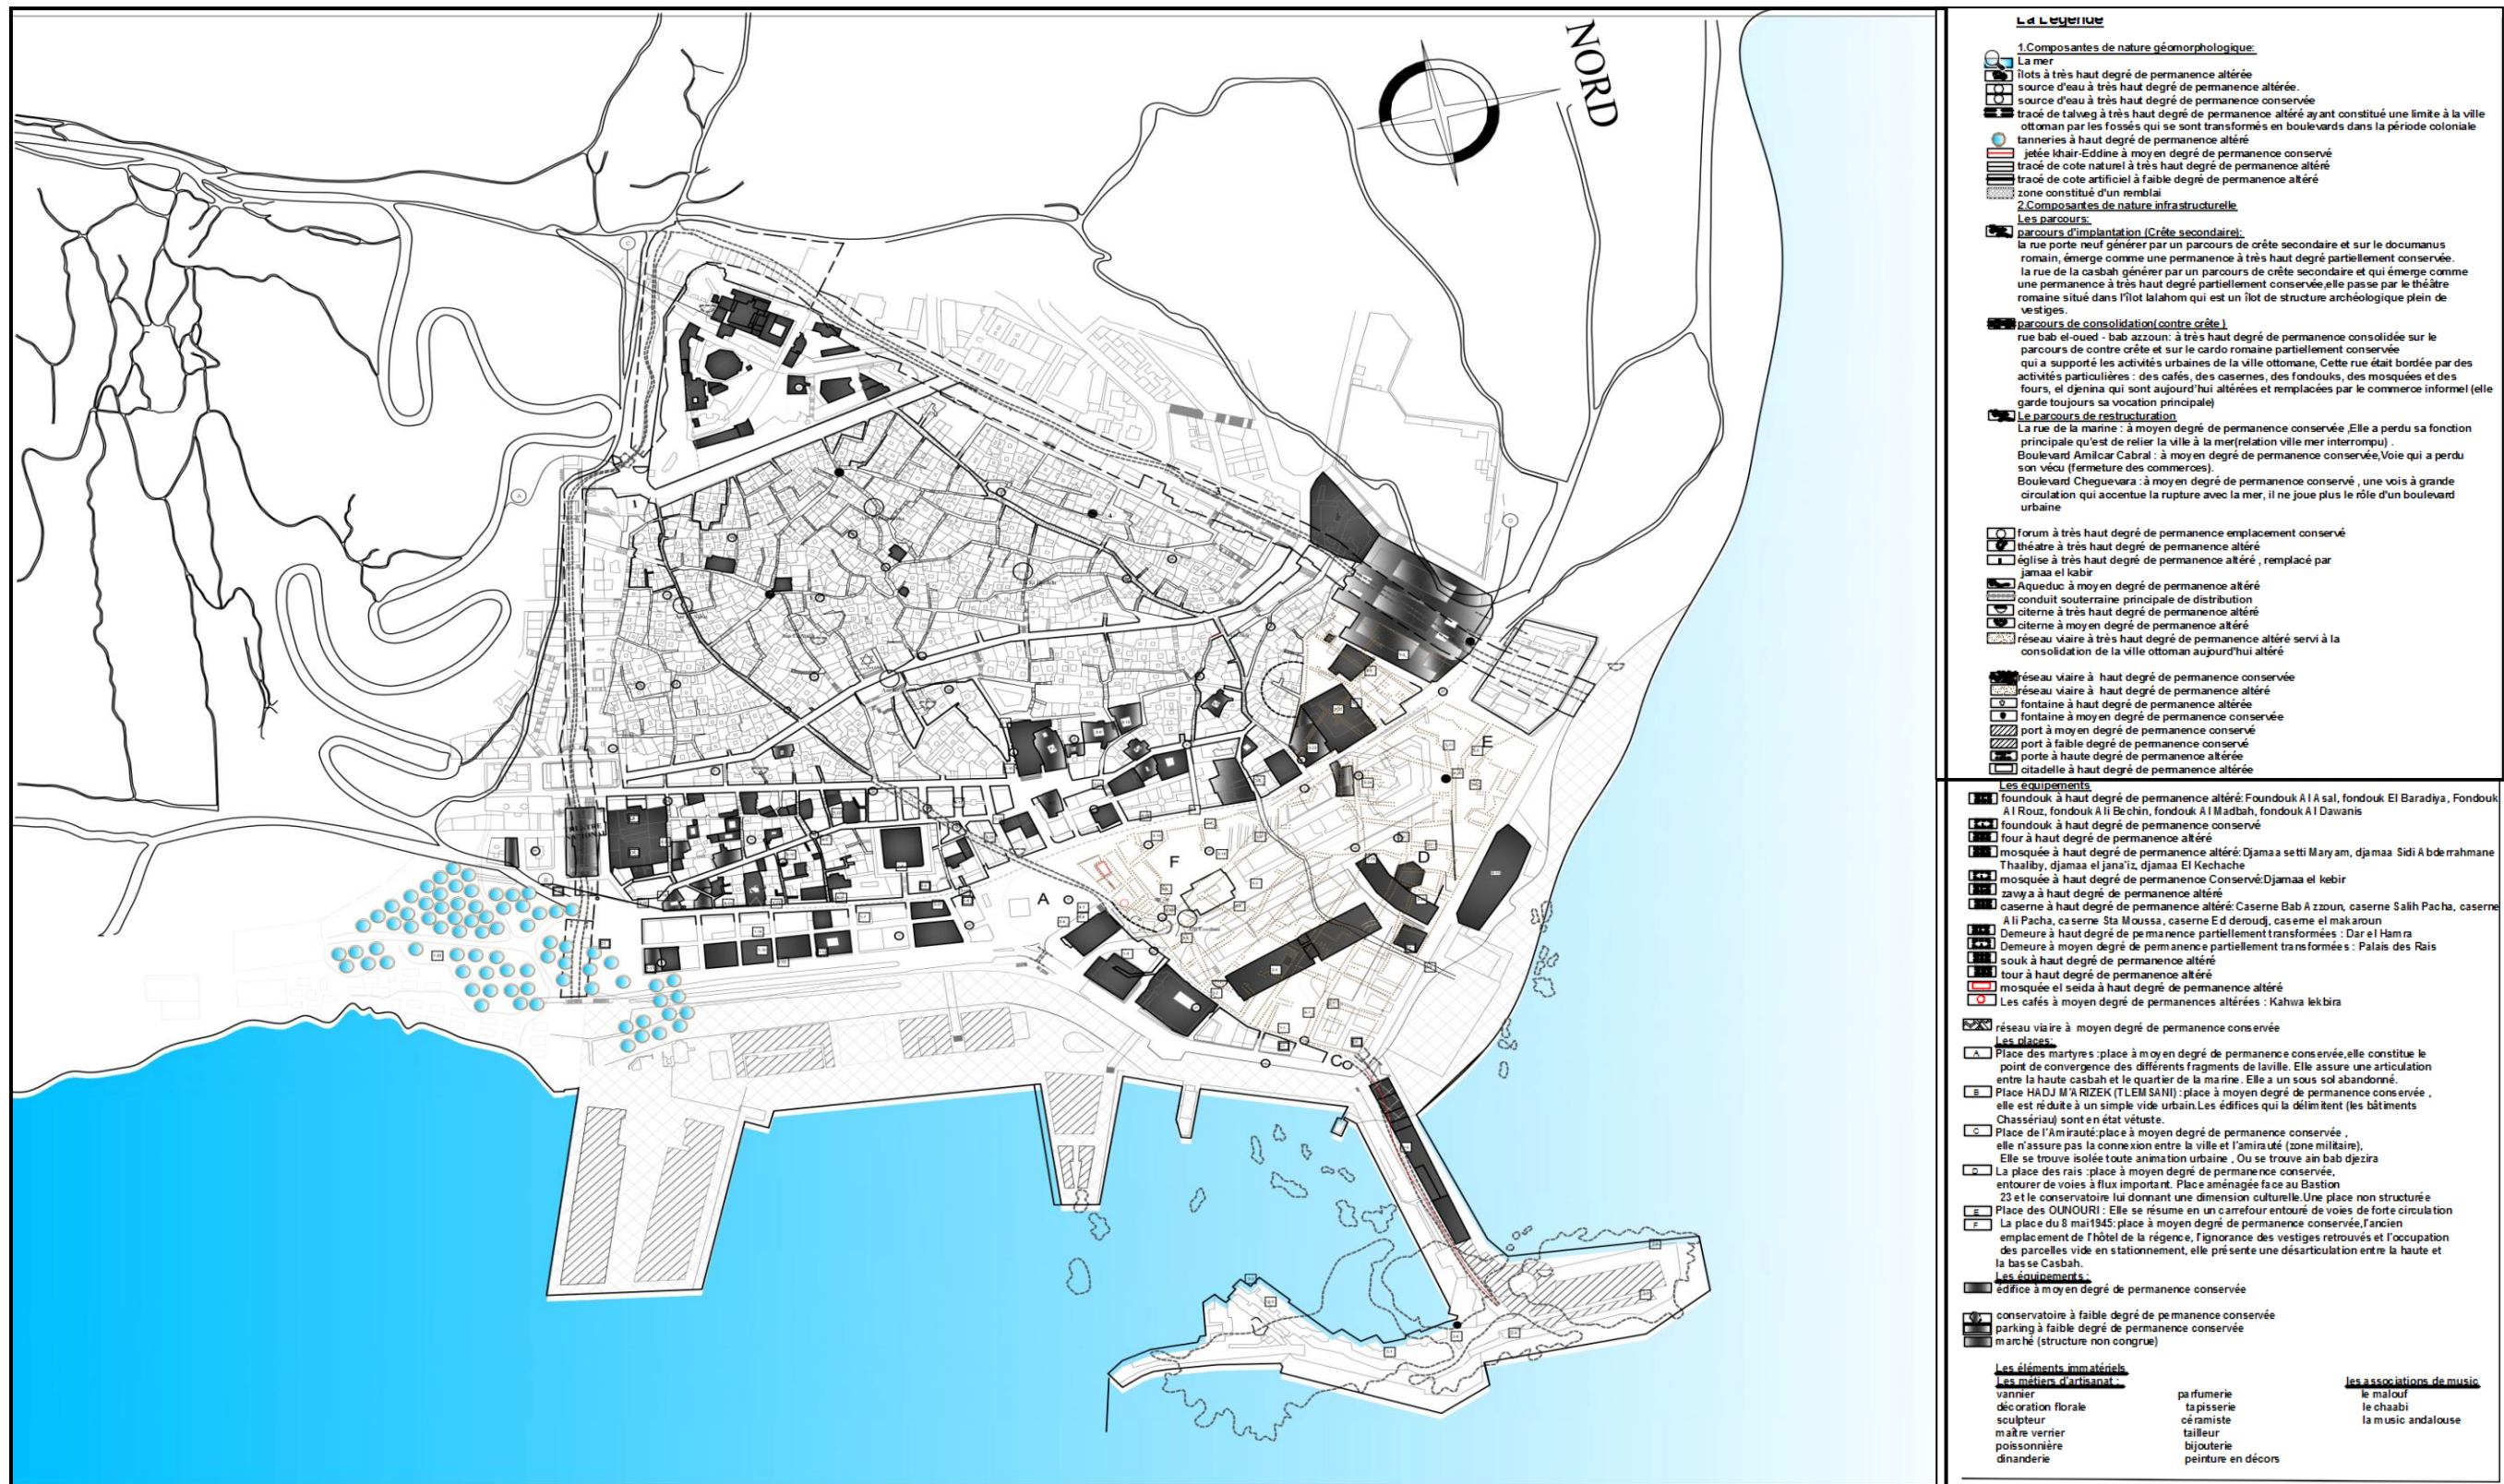 NORD
THEATRE
NATIONAL
A
F
E
D
C
La Légende
1.Composantes de nature géomorphologique:
La mer
îlots à très haut degré de permanence altérée
source d'eau à très haut degré de permanence altérée.
source d'eau à très haut degré de permanence conservée
tracé de talweg à très haut degré de permanence altéré ayant constitué une limite à la ville
ottoman par les fossés qui se sont transformés en boulevards dans la période coloniale
tanneries à haut degré de permanence altéré
jetée khair-Eddine à moyen degré de permanence conservé
tracé de cote naturel à très haut degré de permanence altéré
tracé de cote artificiel à faible degré de permanence altéré
zone constitué d'un remblai
2.Composantes de nature infrastructurelle
Les parcours:
parcours d'implantation (Crête secondaire):
la rue porte neuf générer par un parcours de crête secondaire et sur le documanus
romain, émerge comme une permanence à très haut degré partiellement conservée.
la rue de la casbah générer par un parcours de crête secondaire et qui émerge comme
une permanence à très haut degré partiellement conservée,elle passe par le théâtre
romaine situé dans l'îlot lalahom qui est un îlot de structure archéologique plein de
vestiges.
parcours de consolidation(contre crête )
rue bab el-oued - bab azzoun: à très haut degré de permanence consolidée sur le
parcours de contre crête et sur le cardo romaine partiellement conservée
qui a supporté les activités urbaines de la ville ottomane, Cette rue était bordée par des
activités particulières : des cafés, des casernes, des fondouks, des mosquées et des
fours, el djenina qui sont aujourd'hui altérées et remplacées par le commerce informel (elle
garde toujours sa vocation principale)
Le parcours de restructuration
La rue de la marine : à moyen degré de permanence conservée ,Elle a perdu sa fonction
principale qu'est de relier la ville à la mer(relation ville mer interrompu) .
Boulevard Amilcar Cabral : à moyen degré de permanence conservée,Voie qui a perdu
son vécu (fermeture des commerces).
Boulevard Cheguevara : à moyen degré de permanence conservé , une vois à grande
circulation qui accentue la rupture avec la mer, il ne joue plus le rôle d'un boulevard
urbaine
forum à très haut degré de permanence emplacement conservé
théatre à très haut degré de permanence altéré
église à très haut degré de permanence altéré , remplacé par
jamaa el kabir
Aqueduc à moyen degré de permanence altéré
conduit souterraine principale de distribution
citerne à très haut degré de permanence altéré
citerne à moyen degré de permanence altéré
réseau viaire à très haut degré de permanence altéré servi à la
consolidation de la ville ottoman aujourd'hui altéré
réseau viaire à haut degré de permanence conservée
réseau viaire à haut degré de permanence altéré
fontaine à haut degré de permanence altérée
fontaine à moyen degré de permanence conservée
port à moyen degré de permanence conservé
port à faible degré de permanence conservé
porte à haute degré de permanence altérée
citadelle à haut degré de permanence altérée
Les équipements
foundouk à haut degré de permanence altéré: Foundouk Al Asal, fondouk El Baradiya, Fondouk
Al Rouz, fondouk Ali Bechin, fondouk Al Madbah, fondouk Al Dawanis
foundouk à haut degré de permanence conservé
four à haut degré de permanence altéré
mosquée à haut degré de permanence altéré: Djamaa setti Maryam, djamaa Sidi Abderrahmane
Thaaliby, djamaa el jana'iz, djamaa El Kechache
mosquée à haut degré de permanence Conservé:Djamaa el kebir
zawya à haut degré de permanence altéré
caserne à haut degré de permanence altéré: Caserne Bab Azzoun, caserne Salih Pacha, caserne
Ali Pacha, caserne Sta Moussa, caserne Ed deroudj, caserne el makaroun
Demeure à haut degré de permanence partiellement transformées : Dar el Hamra
Demeure à moyen degré de permanence partiellement transformées : Palais des Rais
souk à haut degré de permanence altéré
tour à haut degré de permanence altéré
mosquée el seida à haut degré de permanence altéré
Les cafés à moyen degré de permanences altérées : Kahwa lekbira
réseau viaire à moyen degré de permanence conservée
Les places:
A Place des martyres :place à moyen degré de permanence conservée,elle constitue le
point de convergence des différents fragments de laville. Elle assure une articulation
entre la haute casbah et le quartier de la marine. Elle a un sous sol abandonné.
B Place HADJ M'ARIZEK (TLEMSANI) :place à moyen degré de permanence conservée ,
elle est réduite à un simple vide urbain.Les édifices qui la délimitent (les bâtiments
Chassériau) sont en état vétuste.
C Place de l'Amirauté:place à moyen degré de permanence conservée ,
elle n'assure pas la connexion entre la ville et l'amirauté (zone militaire),
Elle se trouve isolée toute animation urbaine , Ou se trouve ain bab djezira
D La place des rais :place à moyen degré de permanence conservée,
entourer de voies à flux important. Place aménagée face au Bastion
23 et le conservatoire lui donnant une dimension culturelle.Une place non structurée
E Place des OUNOURI : Elle se résume en un carrefour entouré de voies de forte circulation
F La place du 8 mai1945:place à moyen degré de permanence conservée,l'ancien
emplacement de l'hôtel de la régence, l'ignorance des vestiges retrouvés et l'occupation
des parcelles vide en stationnement, elle présente une désarticulation entre la haute et
la basse Casbah.
Les équipements :
édifice à moyen degré de permanence conservée
conservatoire à faible degré de permanence conservée
parking à faible degré de permanence conservée
marché (structure non congrue)
Les éléments immatériels
Les métiers d'artisanat :
vannier
décoration florale
sculpteur
maître verrier
poissonnière
dinanderie
parfumerie
tapisserie
céramiste
tailleur
bijouterie
peinture en décors
les associations de music
le malouf
le chaabi
la music andalouse